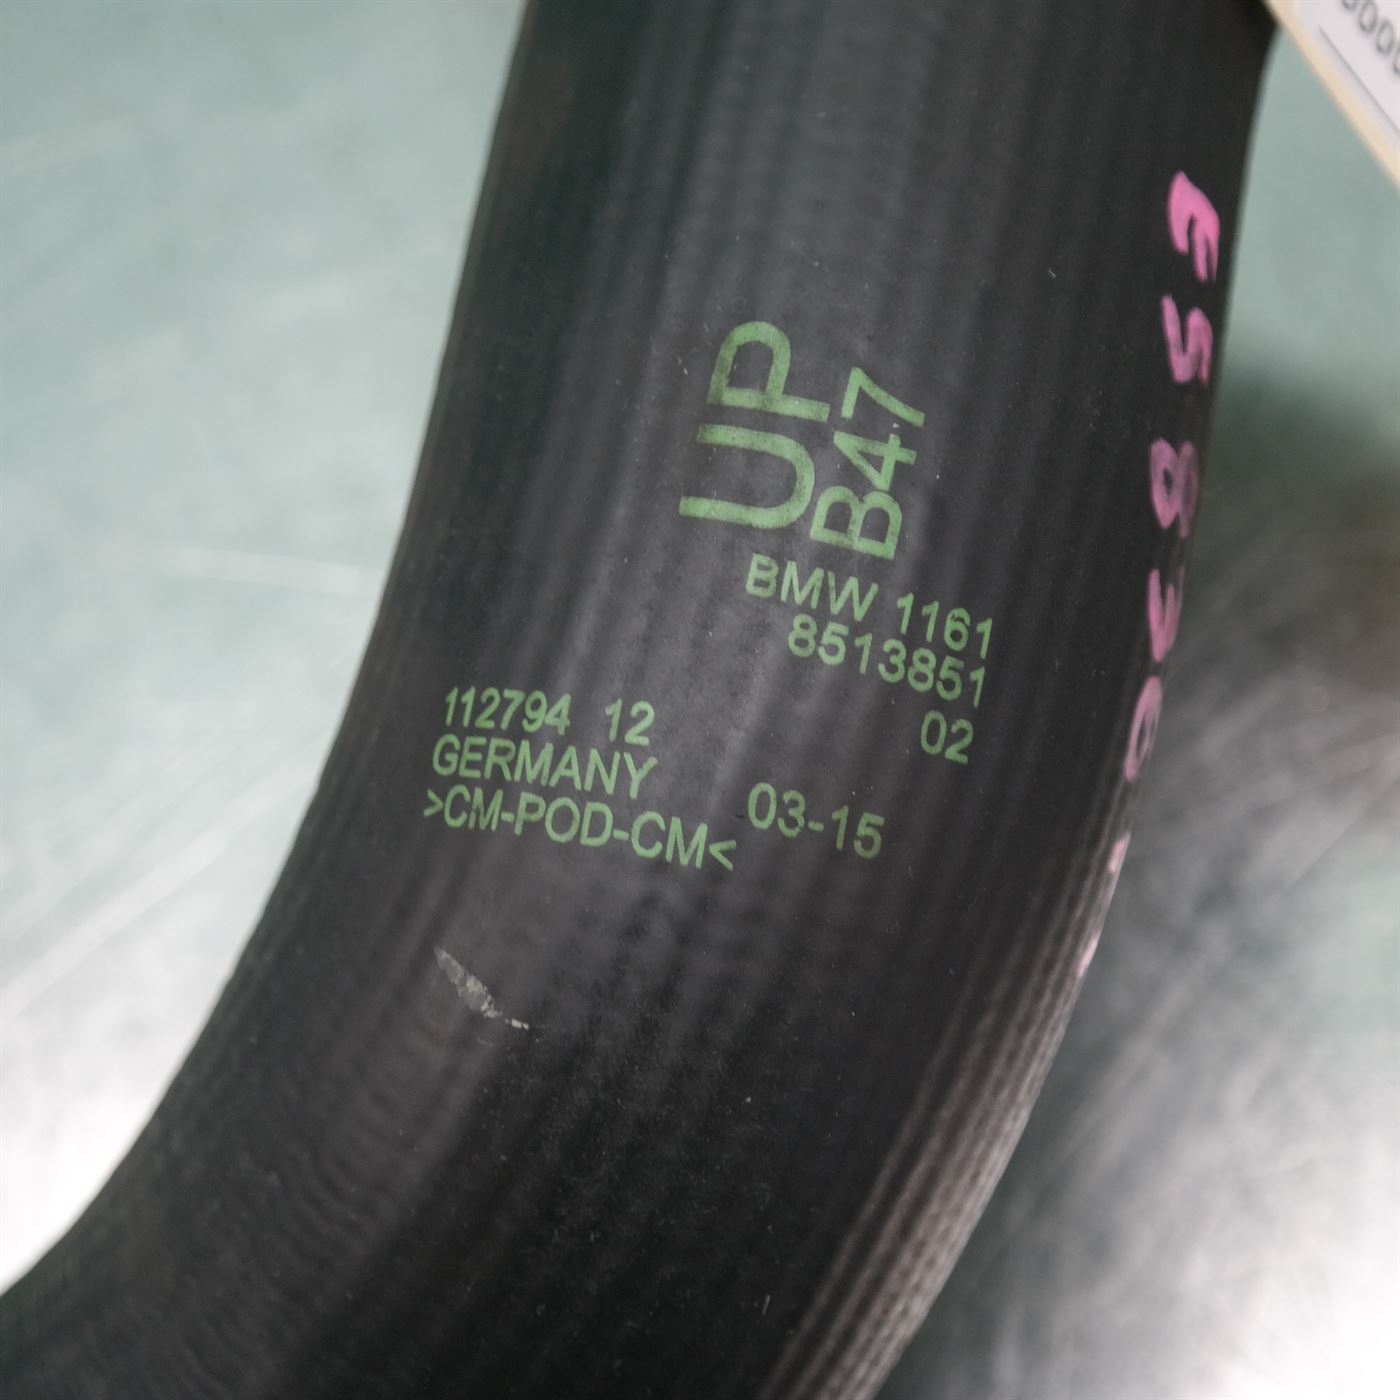 UP
B47
BMW 1161
8513851
02
112794 12
GERMANY
>CM-POD-CM<
03-15